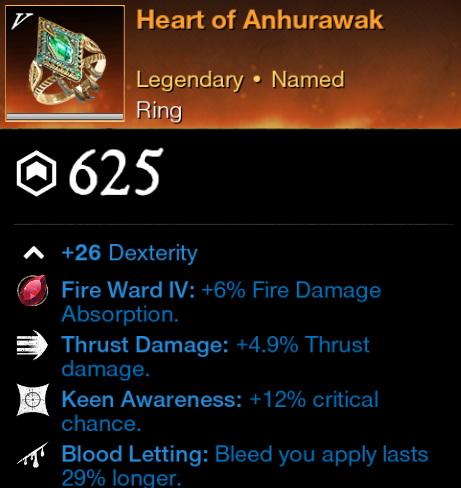 V
Heart of Anhurawak
Legendary • Named
Ring
625
+26 Dexterity
Fire Ward IV: +6% Fire Damage
Absorption.
Thrust Damage: +4.9% Thrust
damage.
Keen Awareness: +12% critical
chance.
Blood Letting: Bleed you apply lasts
29% longer.